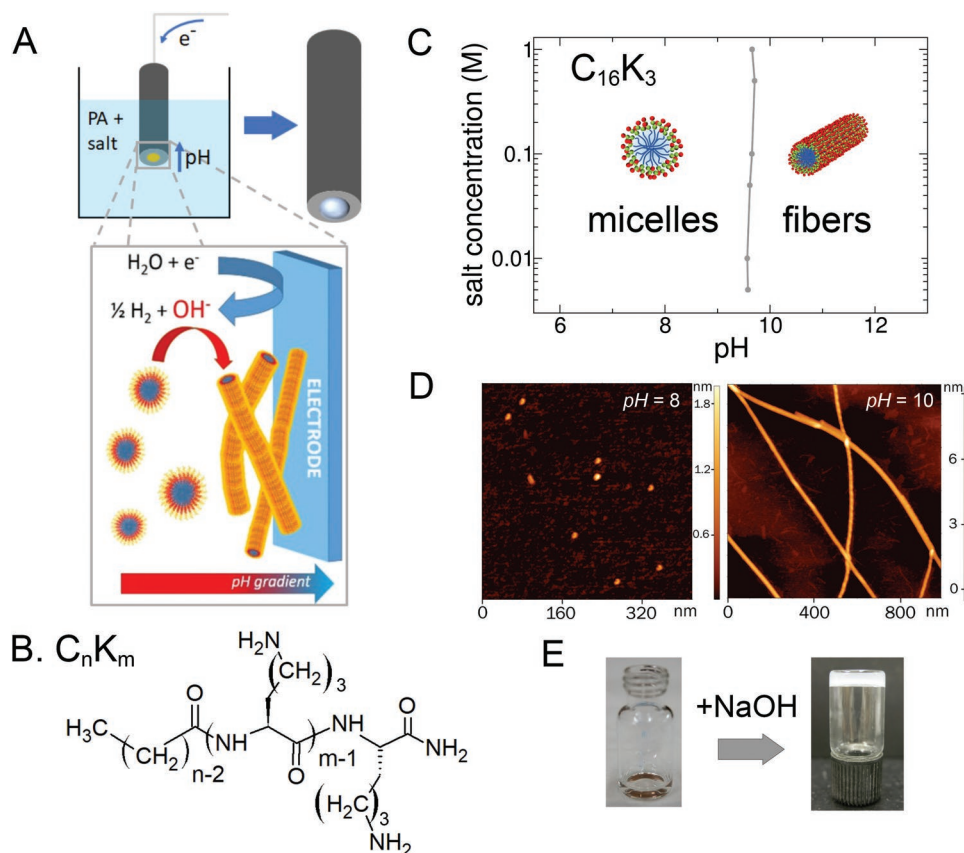 A
e-
PA +
salt
pH
H2O + e-
½ H2 + OH-
ELECTRODE
pH gradient
B. CnKm
H2N
(CH2)3
O
O
H3C
(CH2)n-2
(NH
)m-1
NH
NH2
O
(H2C)3
NH2
C
salt concentration (M)
1
0.1
0.01
C16K3
micelles
fibers
6
8
10
12
pH
D
pH = 8
nm
1.8
1.2
0.6
0
160
320
nm
pH = 10
nm
6
3
0
0
400
800
nm
E
+NaOH